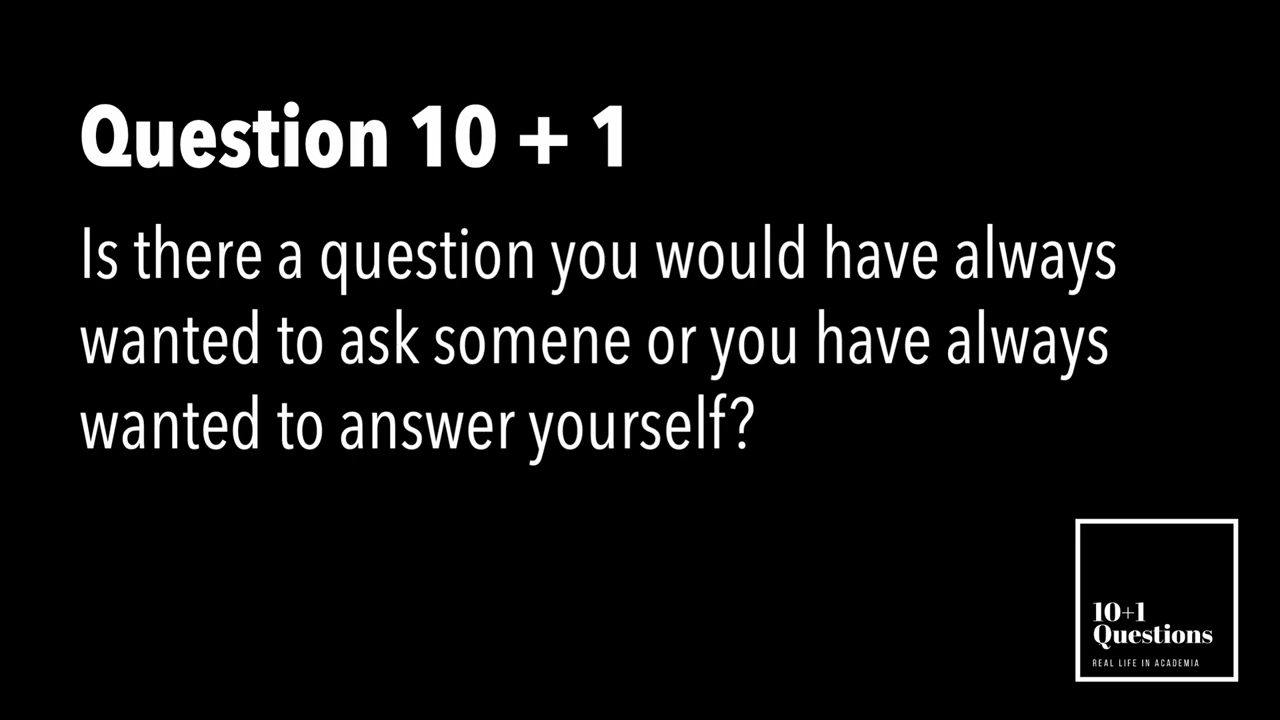 Question 10 + 1
Is there a question you would have always
wanted to ask somene or you have always
wanted to answer yourself?
10+1
Questions
REAL LIFE IN ACADEMIA